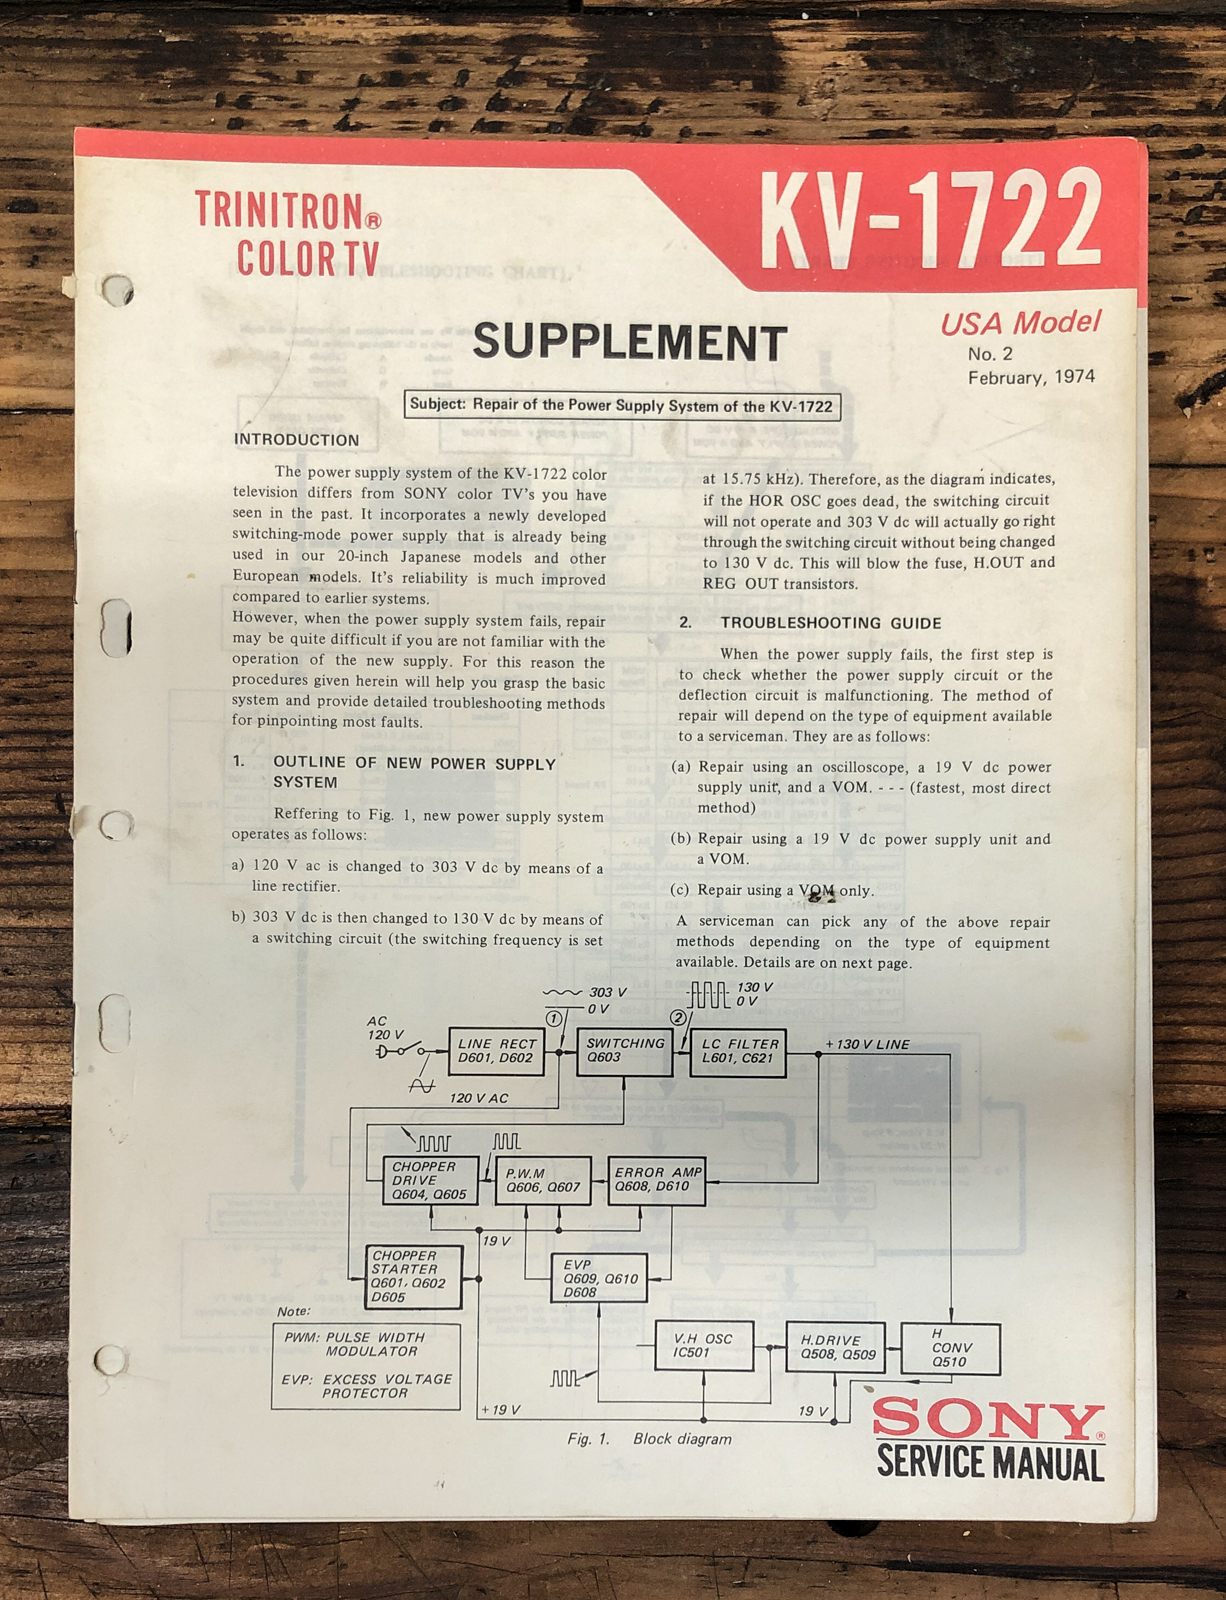 TRINITRON®
COLOR TV
KV-1722
SUPPLEMENT
USA Model
No. 2
February, 1974
Subject: Repair of the Power Supply System of the KV-1722
INTRODUCTION
The power supply system of the KV-1722 color
television differs from SONY color TV's you have
seen in the past. It incorporates a newly developed
switching-mode power supply that is already being
used in our 20-inch Japanese models and other
European models. It's reliability is much improved
compared to earlier systems.
However, when the power supply system fails, repair
may be quite difficult if you are not familiar with the
operation of the new supply. For this reason the
procedures given herein will help you grasp the basic
system and provide detailed troubleshooting methods
for pinpointing most faults.
1. OUTLINE OF NEW POWER SUPPLY
SYSTEM
Reffering to Fig. 1, new power supply system
operates as follows:
a) 120 V ac is changed to 303 V dc by means of a
line rectifier.
b) 303 V dc is then changed to 130 V dc by means of
a switching circuit (the switching frequency is set
at 15.75 kHz). Therefore, as the diagram indicates,
if the HOR OSC goes dead, the switching circuit
will not operate and 303 V dc will actually go right
through the switching circuit without being changed
to 130 V dc. This will blow the fuse, H.OUT and
REG OUT transistors.
2. TROUBLESHOOTING GUIDE
When the power supply fails, the first step is
to check whether the power supply circuit or the
deflection circuit is malfunctioning. The method of
repair will depend on the type of equipment available
to a serviceman. They are as follows:
(a) Repair using an oscilloscope, a 19 V dc power
supply unit, and a VOM. - - - (fastest, most direct
method)
(b) Repair using a 19 V dc power supply unit and
a VOM.
(c) Repair using a VOM only.
A serviceman can pick any of the above repair
methods depending on the type of equipment
available. Details are on next page.
303 V
0 V
130 V
0 V
AC
120 V
1
2
LINE RECT
D601, D602
SWITCHING
Q603
LC FILTER
L601, C621
+130 V LINE
120 V AC
CHOPPER
DRIVE
Q604, Q605
P.W.M
Q606, Q607
ERROR AMP
Q608, D610
19 V
CHOPPER
STARTER
Q601, Q602
D605
EVP
Q609, Q610
D608
Note:
PWM: PULSE WIDTH
MODULATOR
EVP: EXCESS VOLTAGE
PROTECTOR
V.H OSC
IC501
H.DRIVE
Q508, Q509
H
CONV
Q510
+19 V
19 V
Fig. 1. Block diagram
SONY®
SERVICE MANUAL